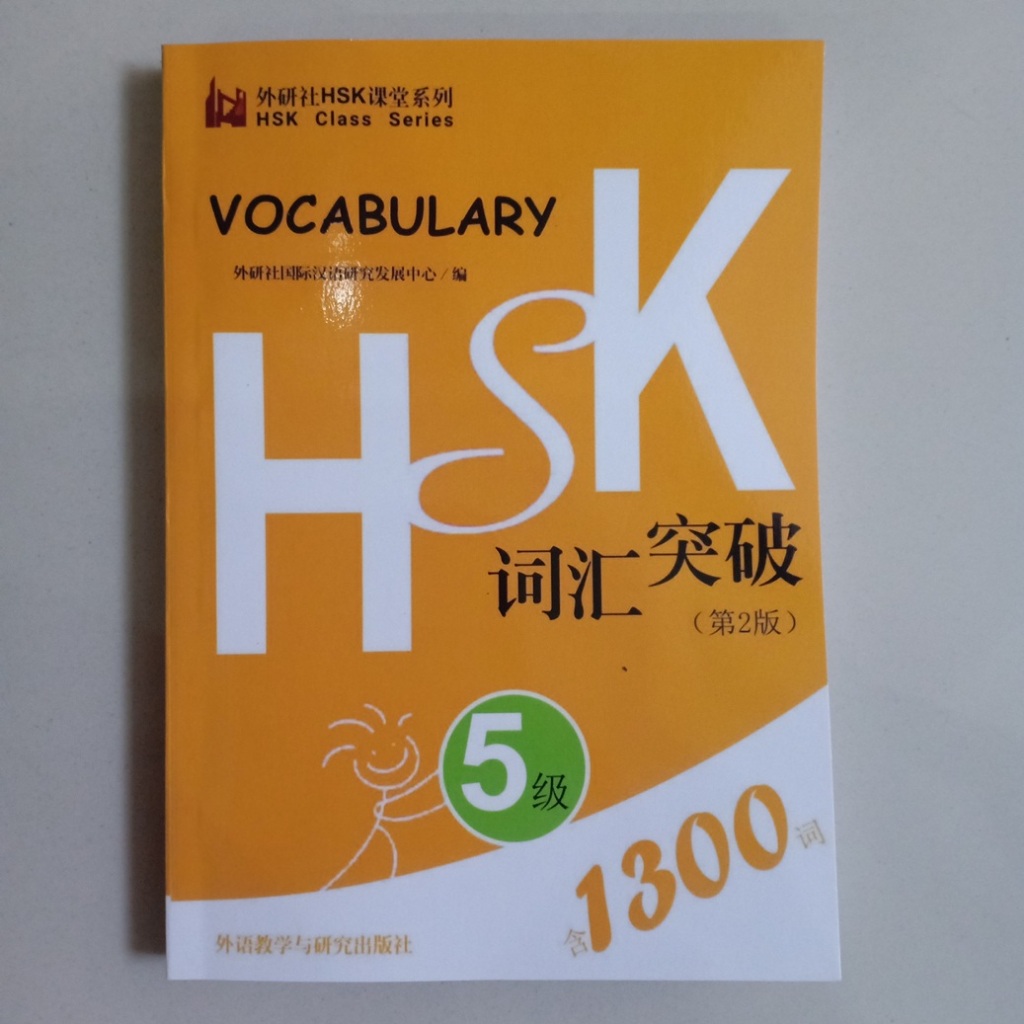 外研社HSK课堂系列
HSK Class Series
VOCABULARY
外研社国际汉语研究发展中心/编
HSK
词汇突破
（第2版）
5级
含1300词
外语教学与研究出版社